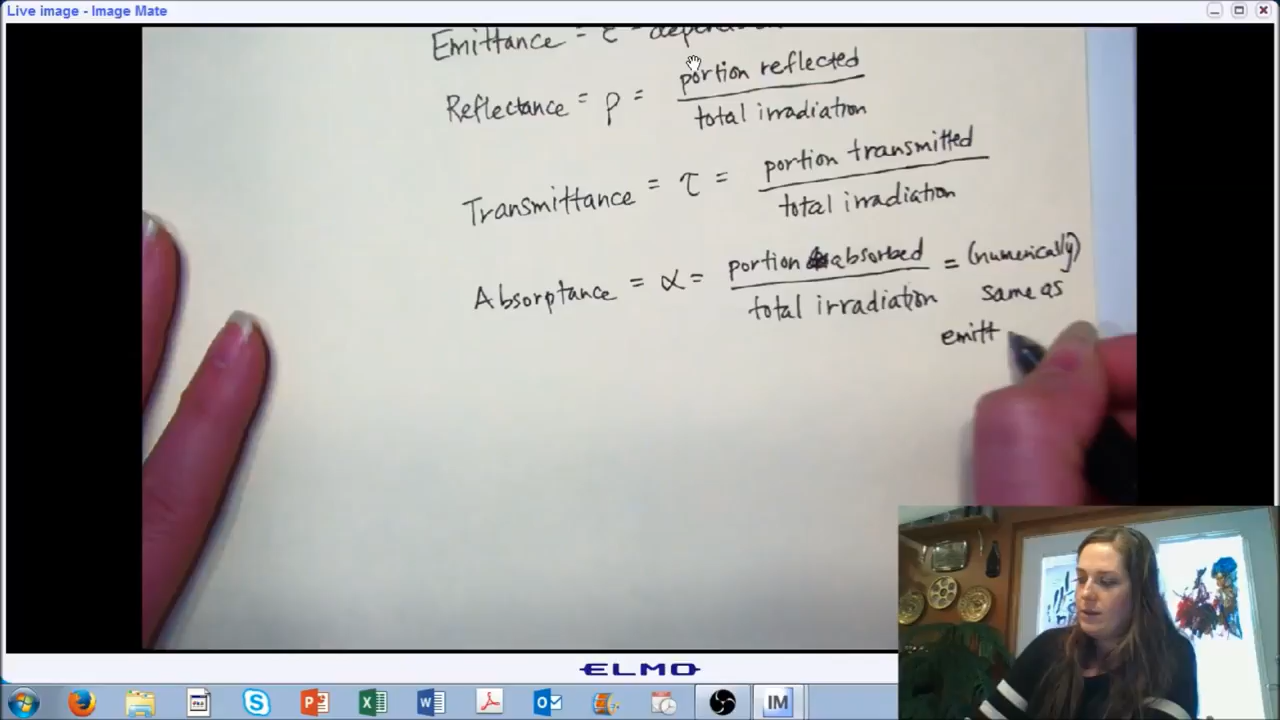 Live image - Image Mate
Emittance = ε
Reflectance = ρ = portion reflected
total irradiation
Transmittance = τ = portion transmitted
total irradiation
Absorptance = α = portion absorbed = (numerically)
total irradiation same as
emitt
ELMO
IM